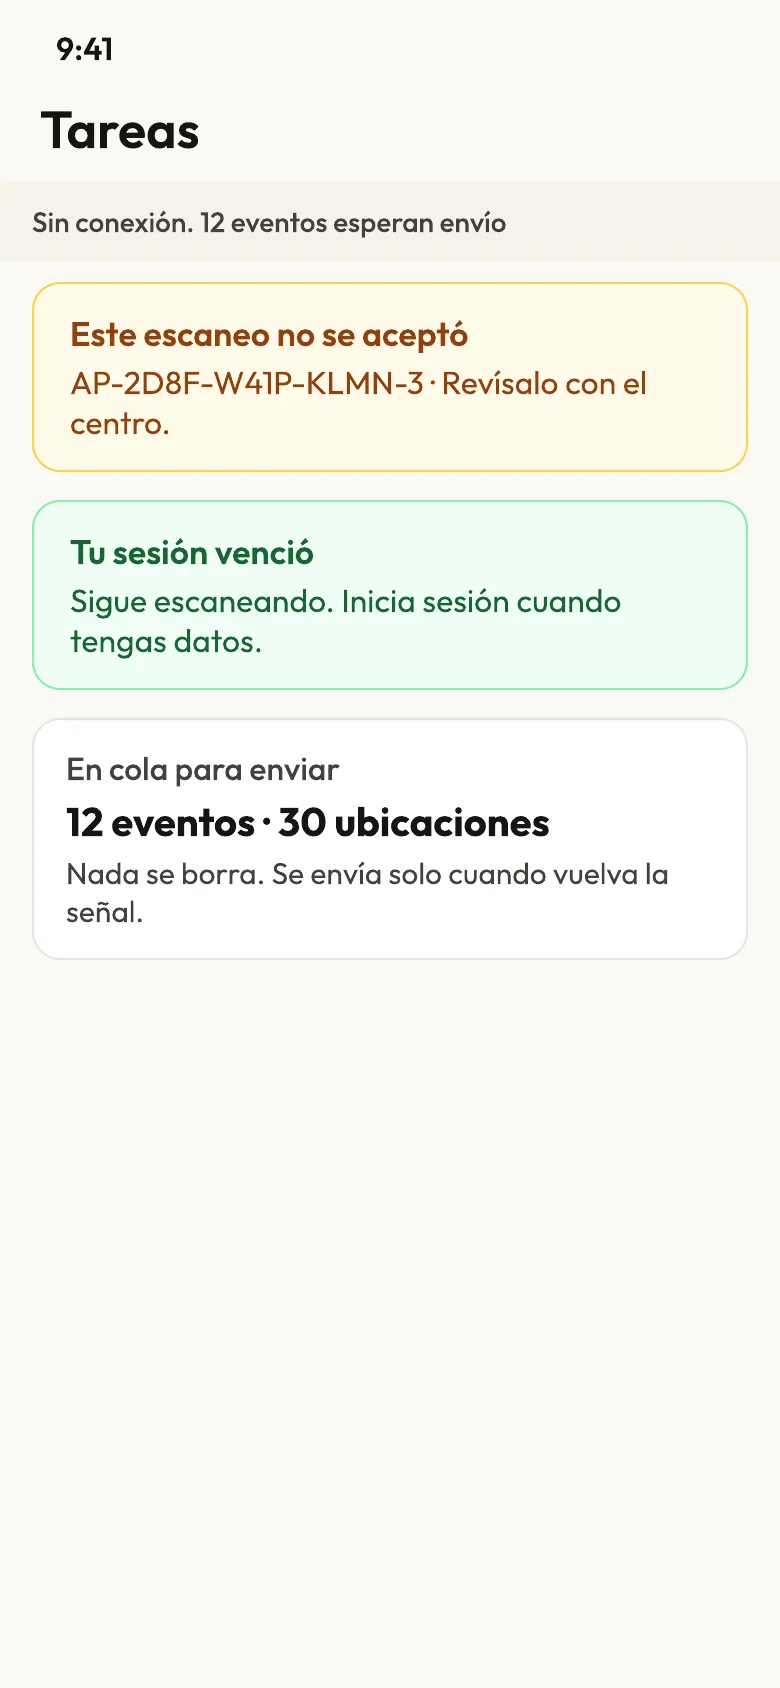 9:41
Tareas
Sin conexión. 12 eventos esperan envío
Este escaneo no se aceptó
AP-2D8F-W41P-KLMN-3 · Revísalo con el
centro.
Tu sesión venció
Sigue escaneando. Inicia sesión cuando
tengas datos.
En cola para enviar
12 eventos · 30 ubicaciones
Nada se borra. Se envía solo cuando vuelva la
señal.